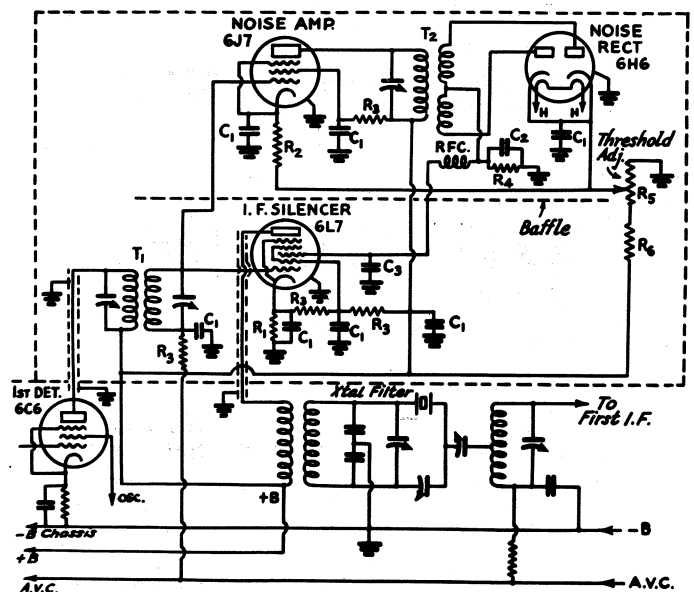 NOISE AMP.
6J7
T2
NOISE
RECT
6H6
H H
C1
R2
C1
R3
R.F.C.
C2
R4
C1
Threshold
Adj.
R5
Baffle
I.F. SILENCER
6L7
R6
T1
C3
C1
R3
R1
C1
R3
C1
R3
C1
1ST DET.
6C6
Xtal Filter
To
First I.F.
OSC.
+B
-B Chassis
-B
+B
A.V.C.
A.V.C.